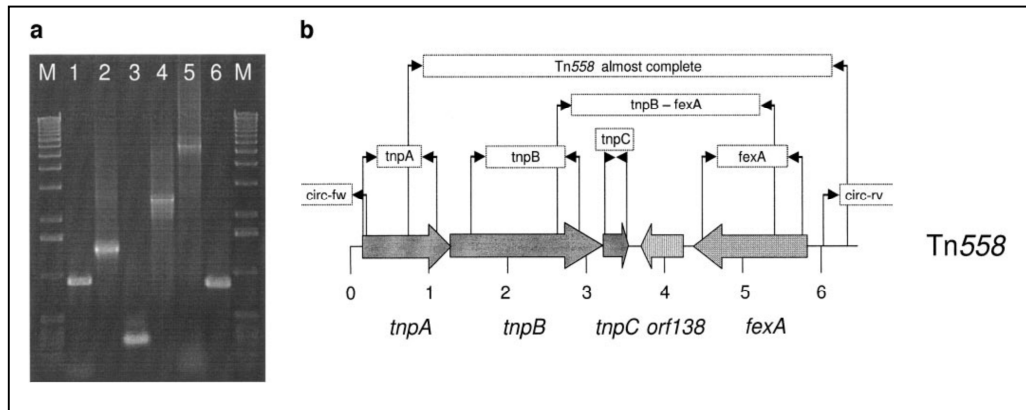 a
M 1 2 3 4 5 6 M
b
Tn558 almost complete
tnpB – fexA
tnpC
tnpA
tnpB
fexA
circ-fw
circ-rv
Tn558
0 1 2 3 4 5 6
tnpA tnpB tnpC orf138 fexA